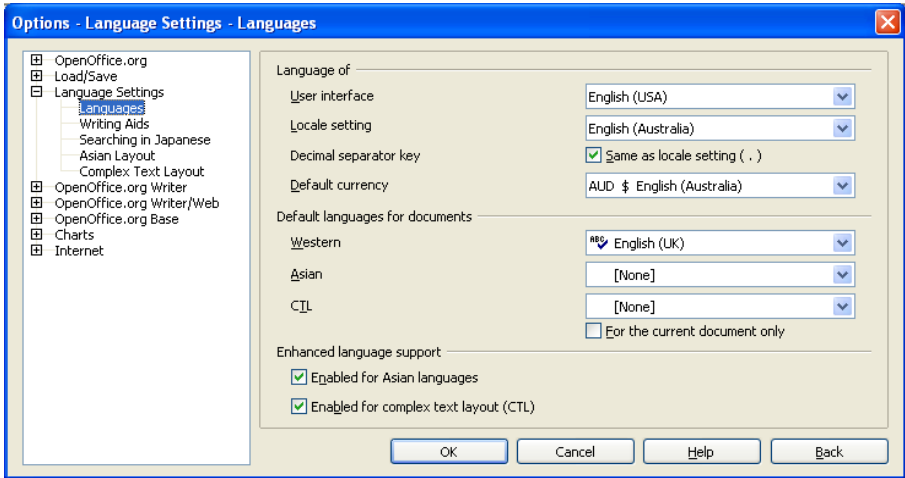 Options - Language Settings - Languages
OpenOffice.org
Load/Save
Language Settings
Languages
Writing Aids
Searching in Japanese
Asian Layout
Complex Text Layout
OpenOffice.org Writer
OpenOffice.org Writer/Web
OpenOffice.org Base
Charts
Internet
Language of
User interface English (USA)
Locale setting English (Australia)
Decimal separator key Same as locale setting ( . )
Default currency AUD $ English (Australia)
Default languages for documents
Western ABC English (UK)
Asian [None]
CTL [None]
For the current document only
Enhanced language support
Enabled for Asian languages
Enabled for complex text layout (CTL)
OK Cancel Help Back